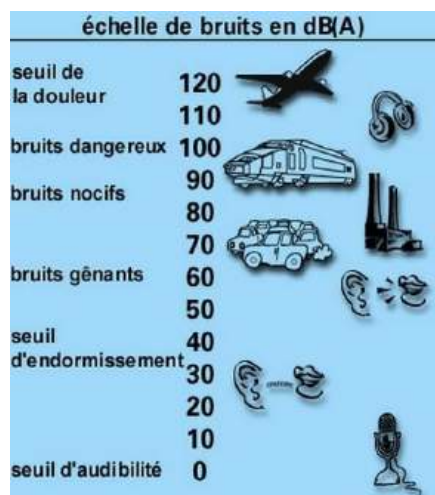 échelle de bruits en dB(A)
seuil de
la douleur
120
110
bruits dangereux 100
90
bruits nocifs
80
70
bruits gênants 60
50
seuil
40
d'endormissement
30
20
10
seuil d'audibilité 0